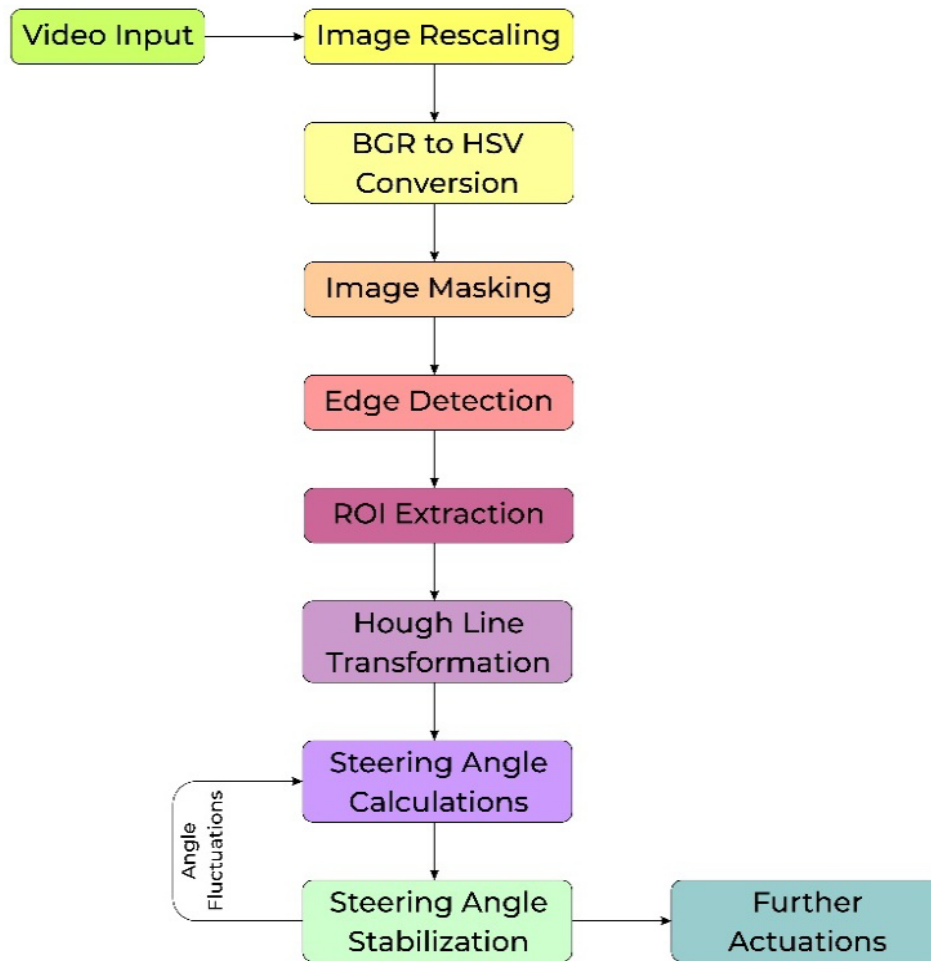 Video Input
Image Rescaling
BGR to HSV
Conversion
Image Masking
Edge Detection
ROI Extraction
Hough Line
Transformation
Steering Angle
Calculations
Angle
Fluctuations
Steering Angle
Stabilization
Further
Actuations